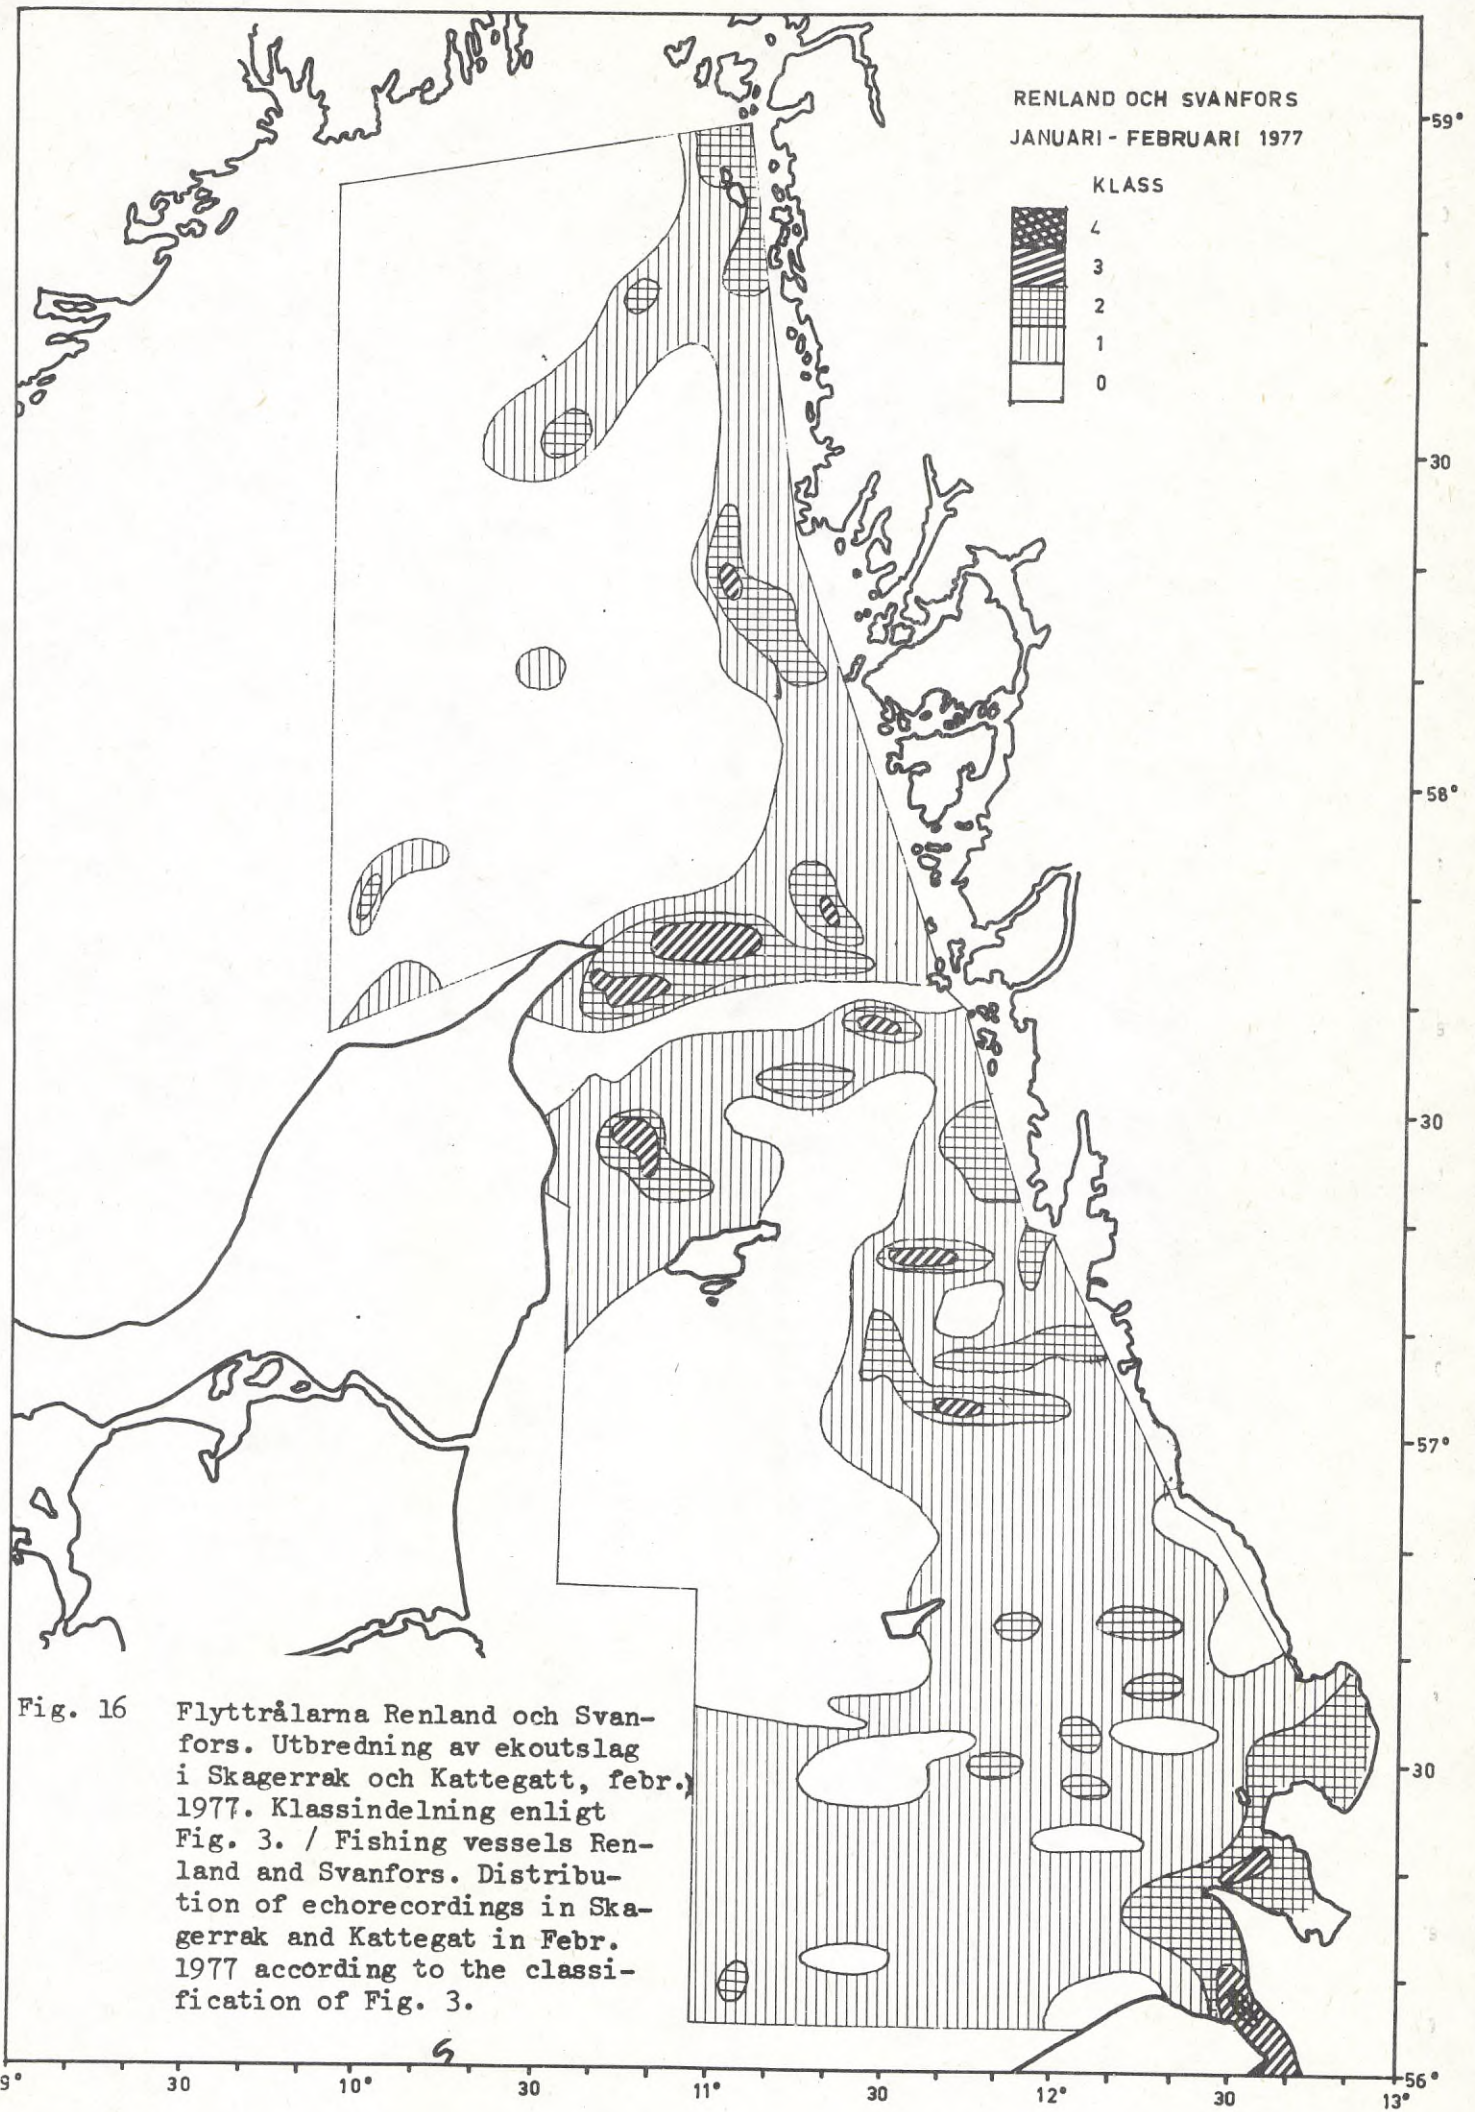 RENLAND OCH SVANFORS
JANUARI - FEBRUARI 1977
KLASS
4
3
2
1
0
59°
30
58°
30
57°
30
56°
Fig. 16
Flyttrålarna Renland och Svan-
fors. Utbredning av ekoutslag
i Skagerrak och Kattegatt, febr.
1977. Klassindelning enligt
Fig. 3. / Fishing vessels Ren-
land and Svanfors. Distribu-
tion of echorecordings in Ska-
gerrak and Kattegat in Febr.
1977 according to the classi-
fication of Fig. 3.
9° 30 10° 30 11° 30 12° 30 13°